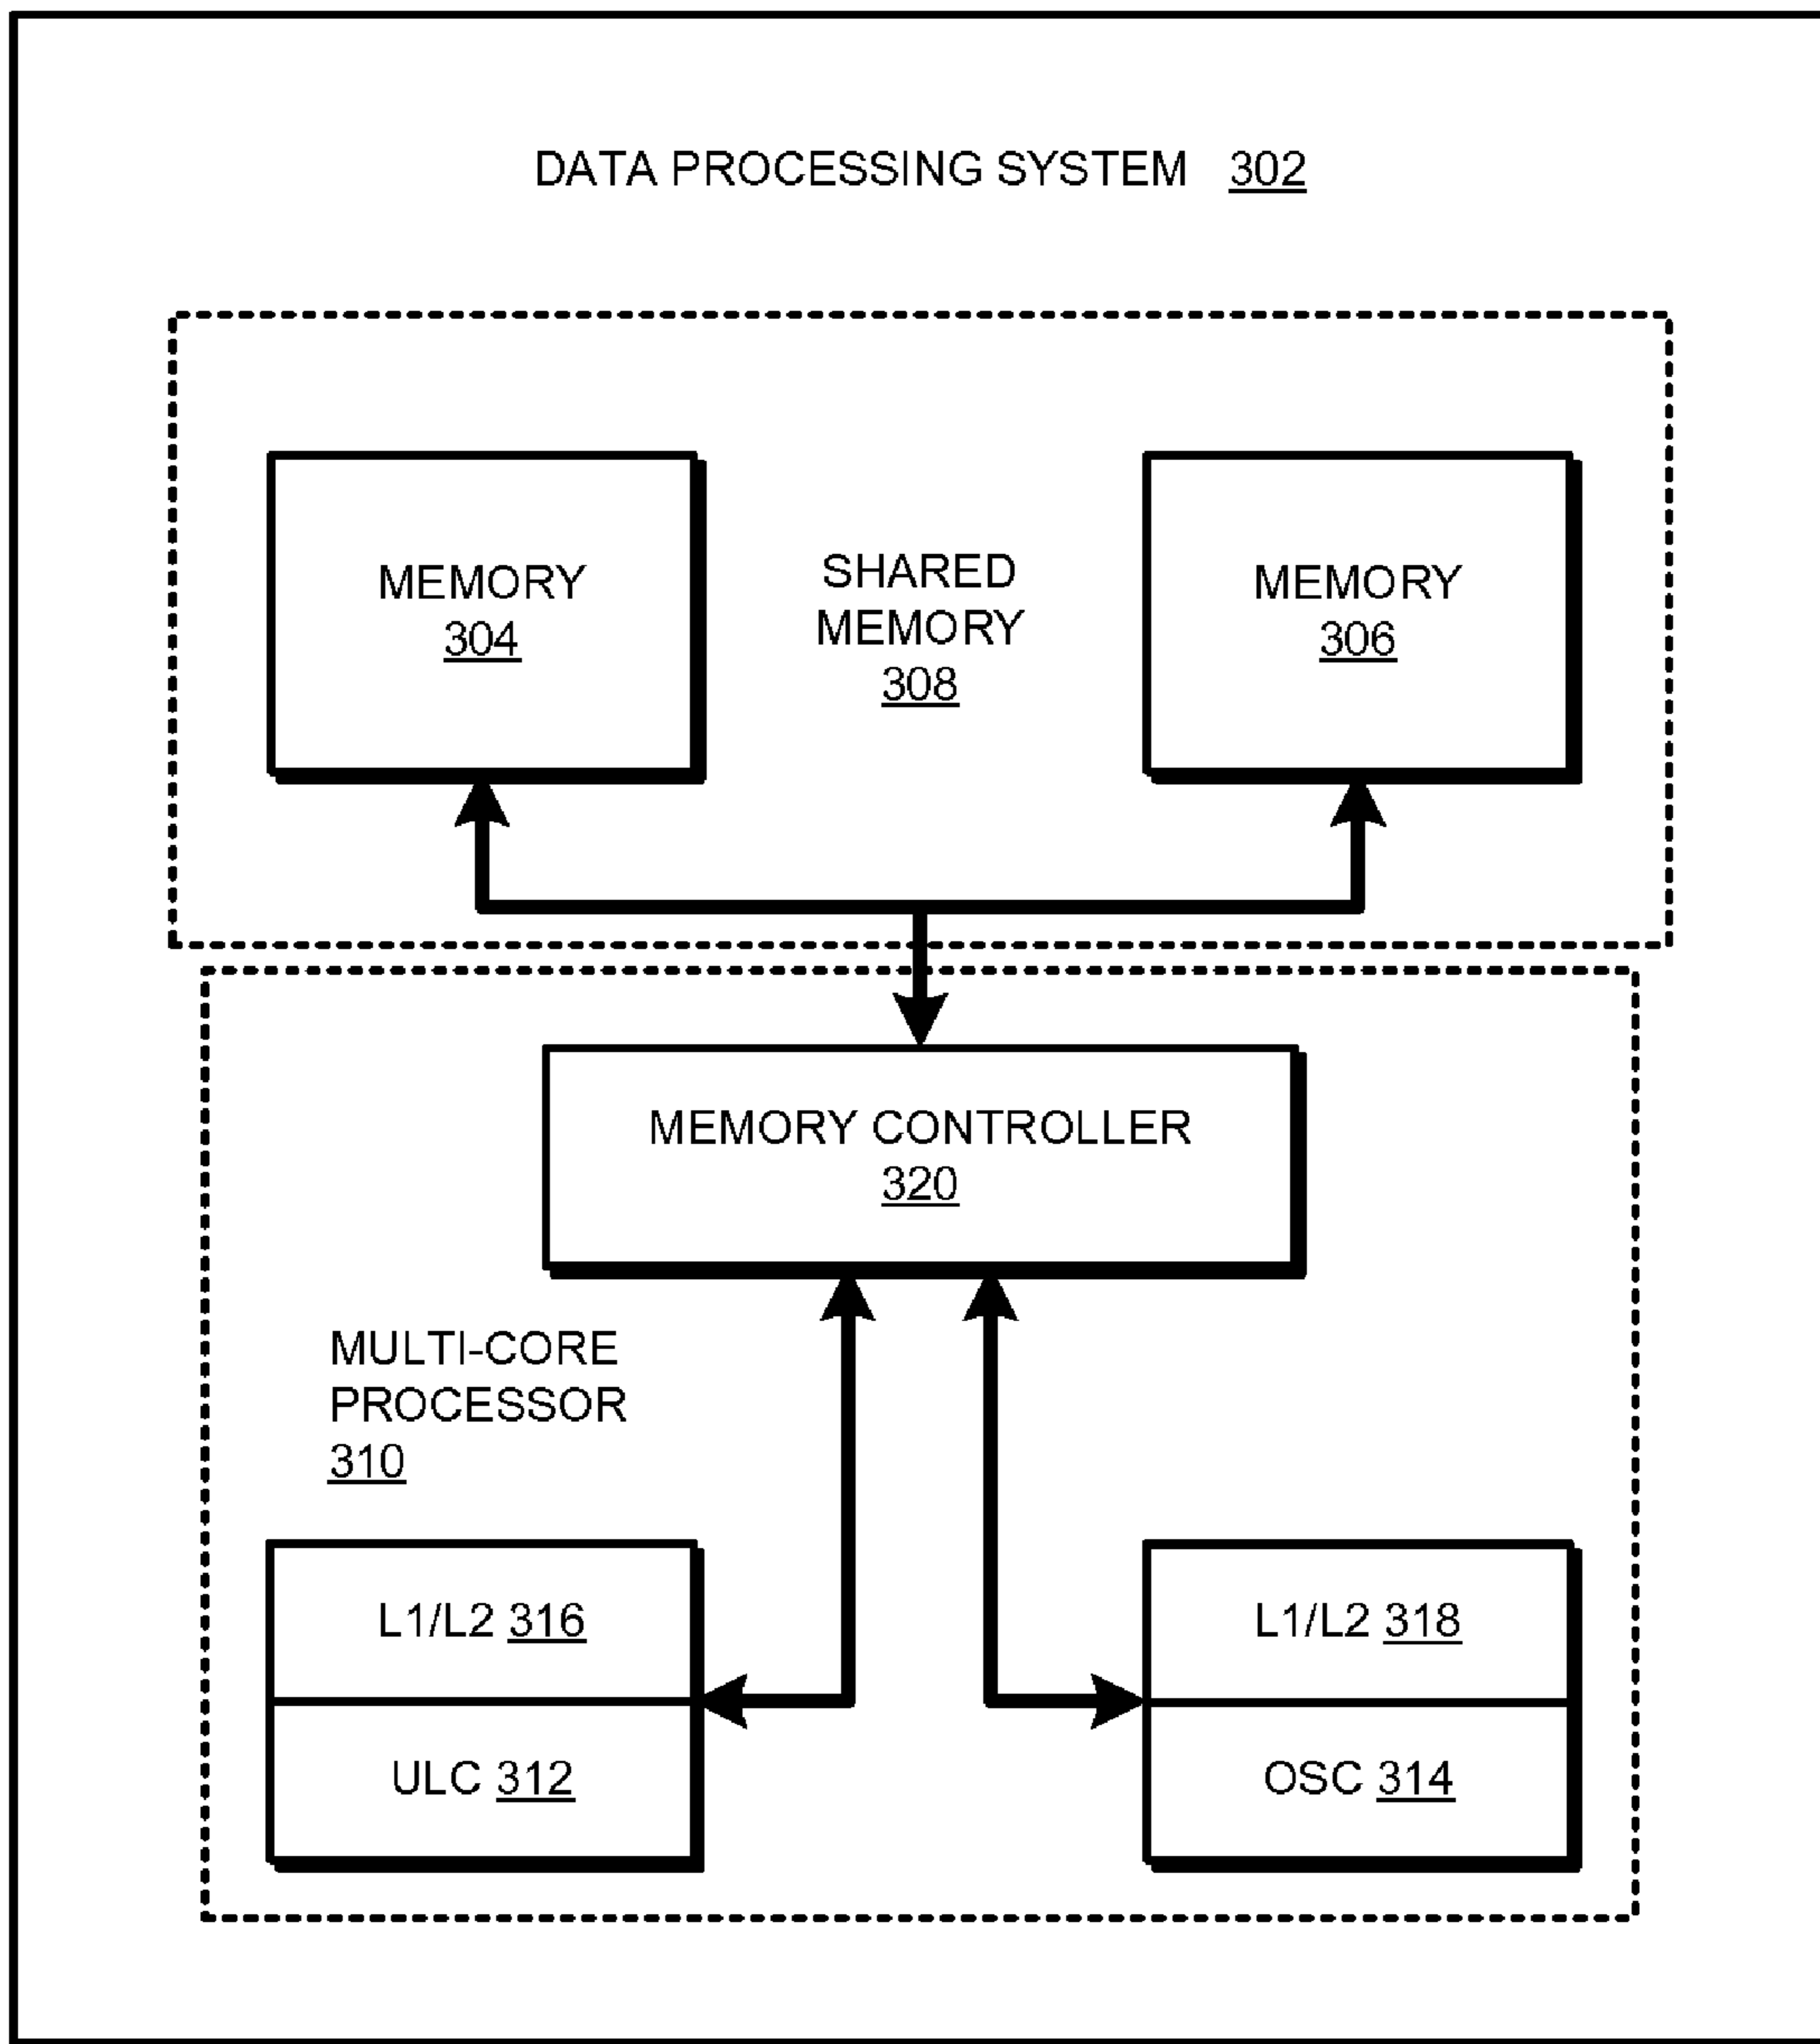 DATA PROCESSING SYSTEM 302
MEMORY
304
SHARED
MEMORY
308
MEMORY
306
MEMORY CONTROLLER
320
MULTI-CORE
PROCESSOR
310
L1/L2 316
ULC 312
L1/L2 318
OSC 314